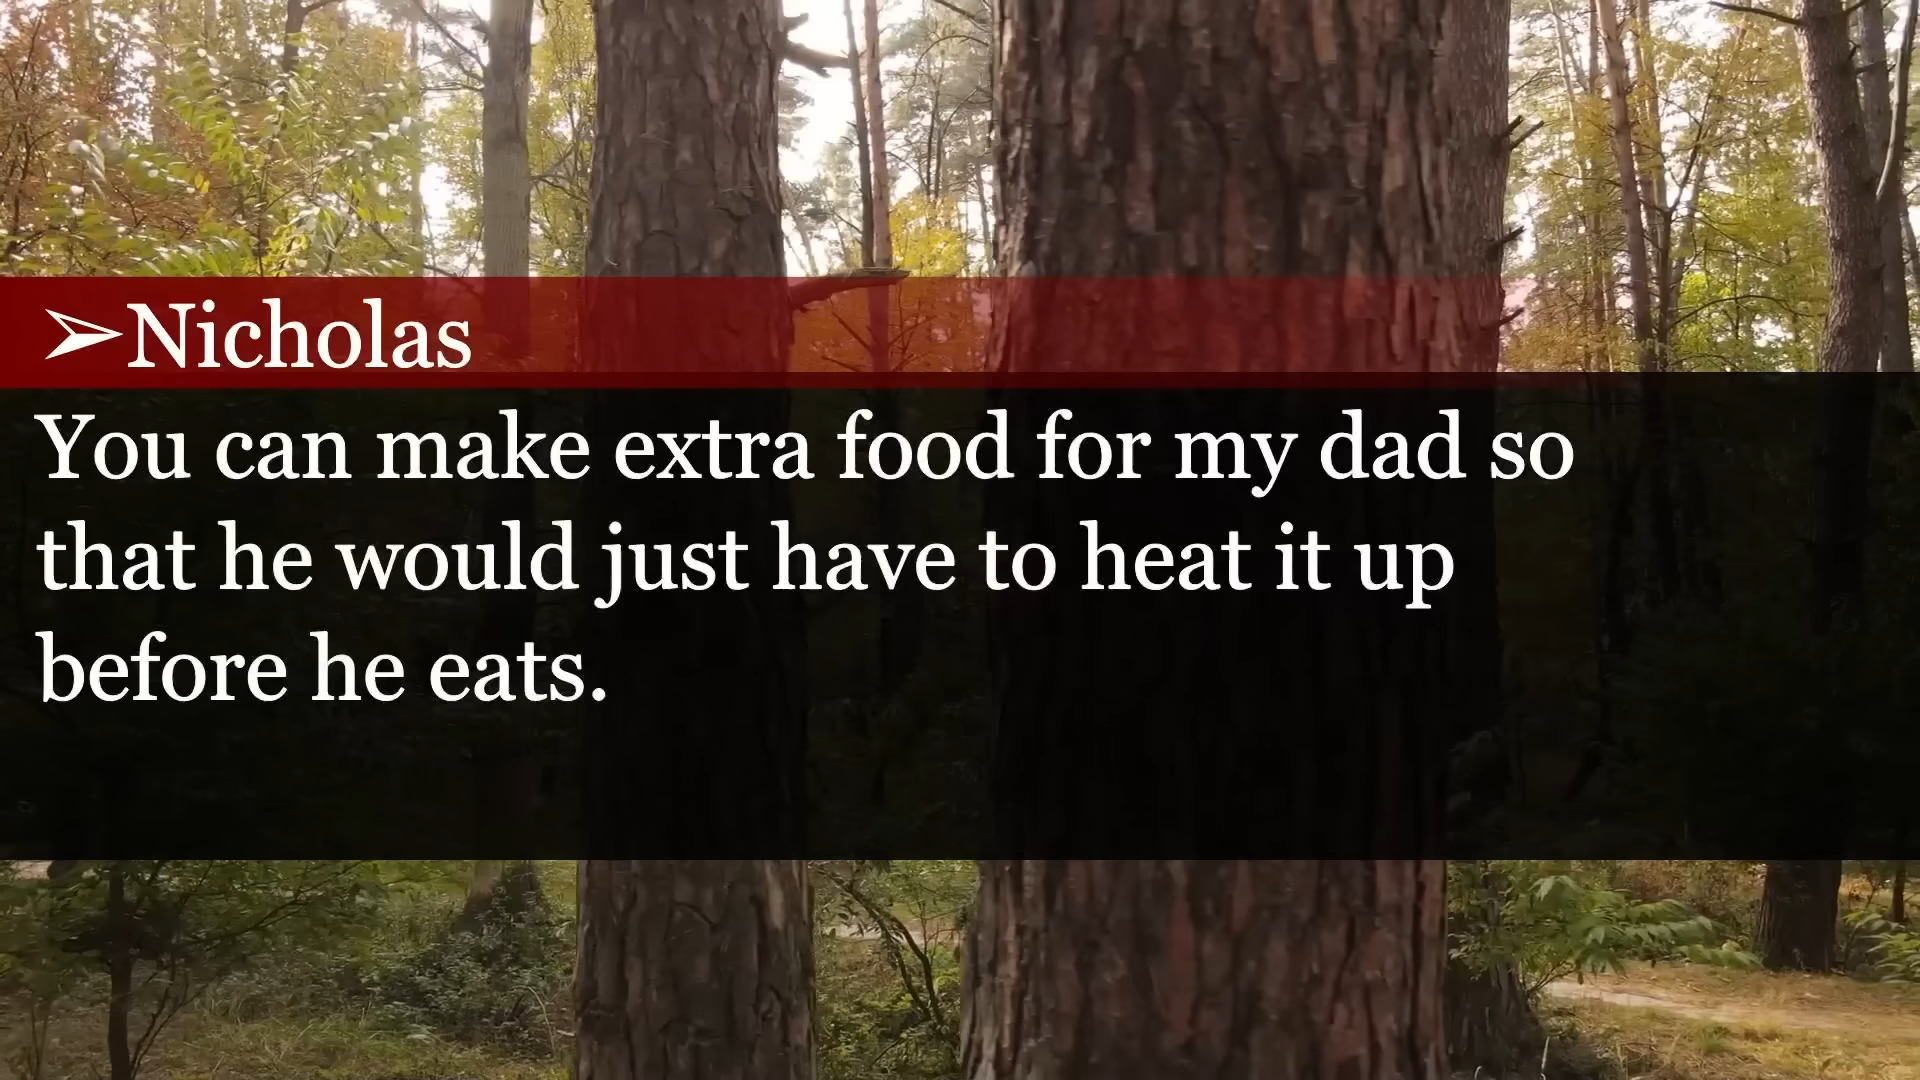 ➢Nicholas
You can make extra food for my dad so
that he would just have to heat it up
before he eats.